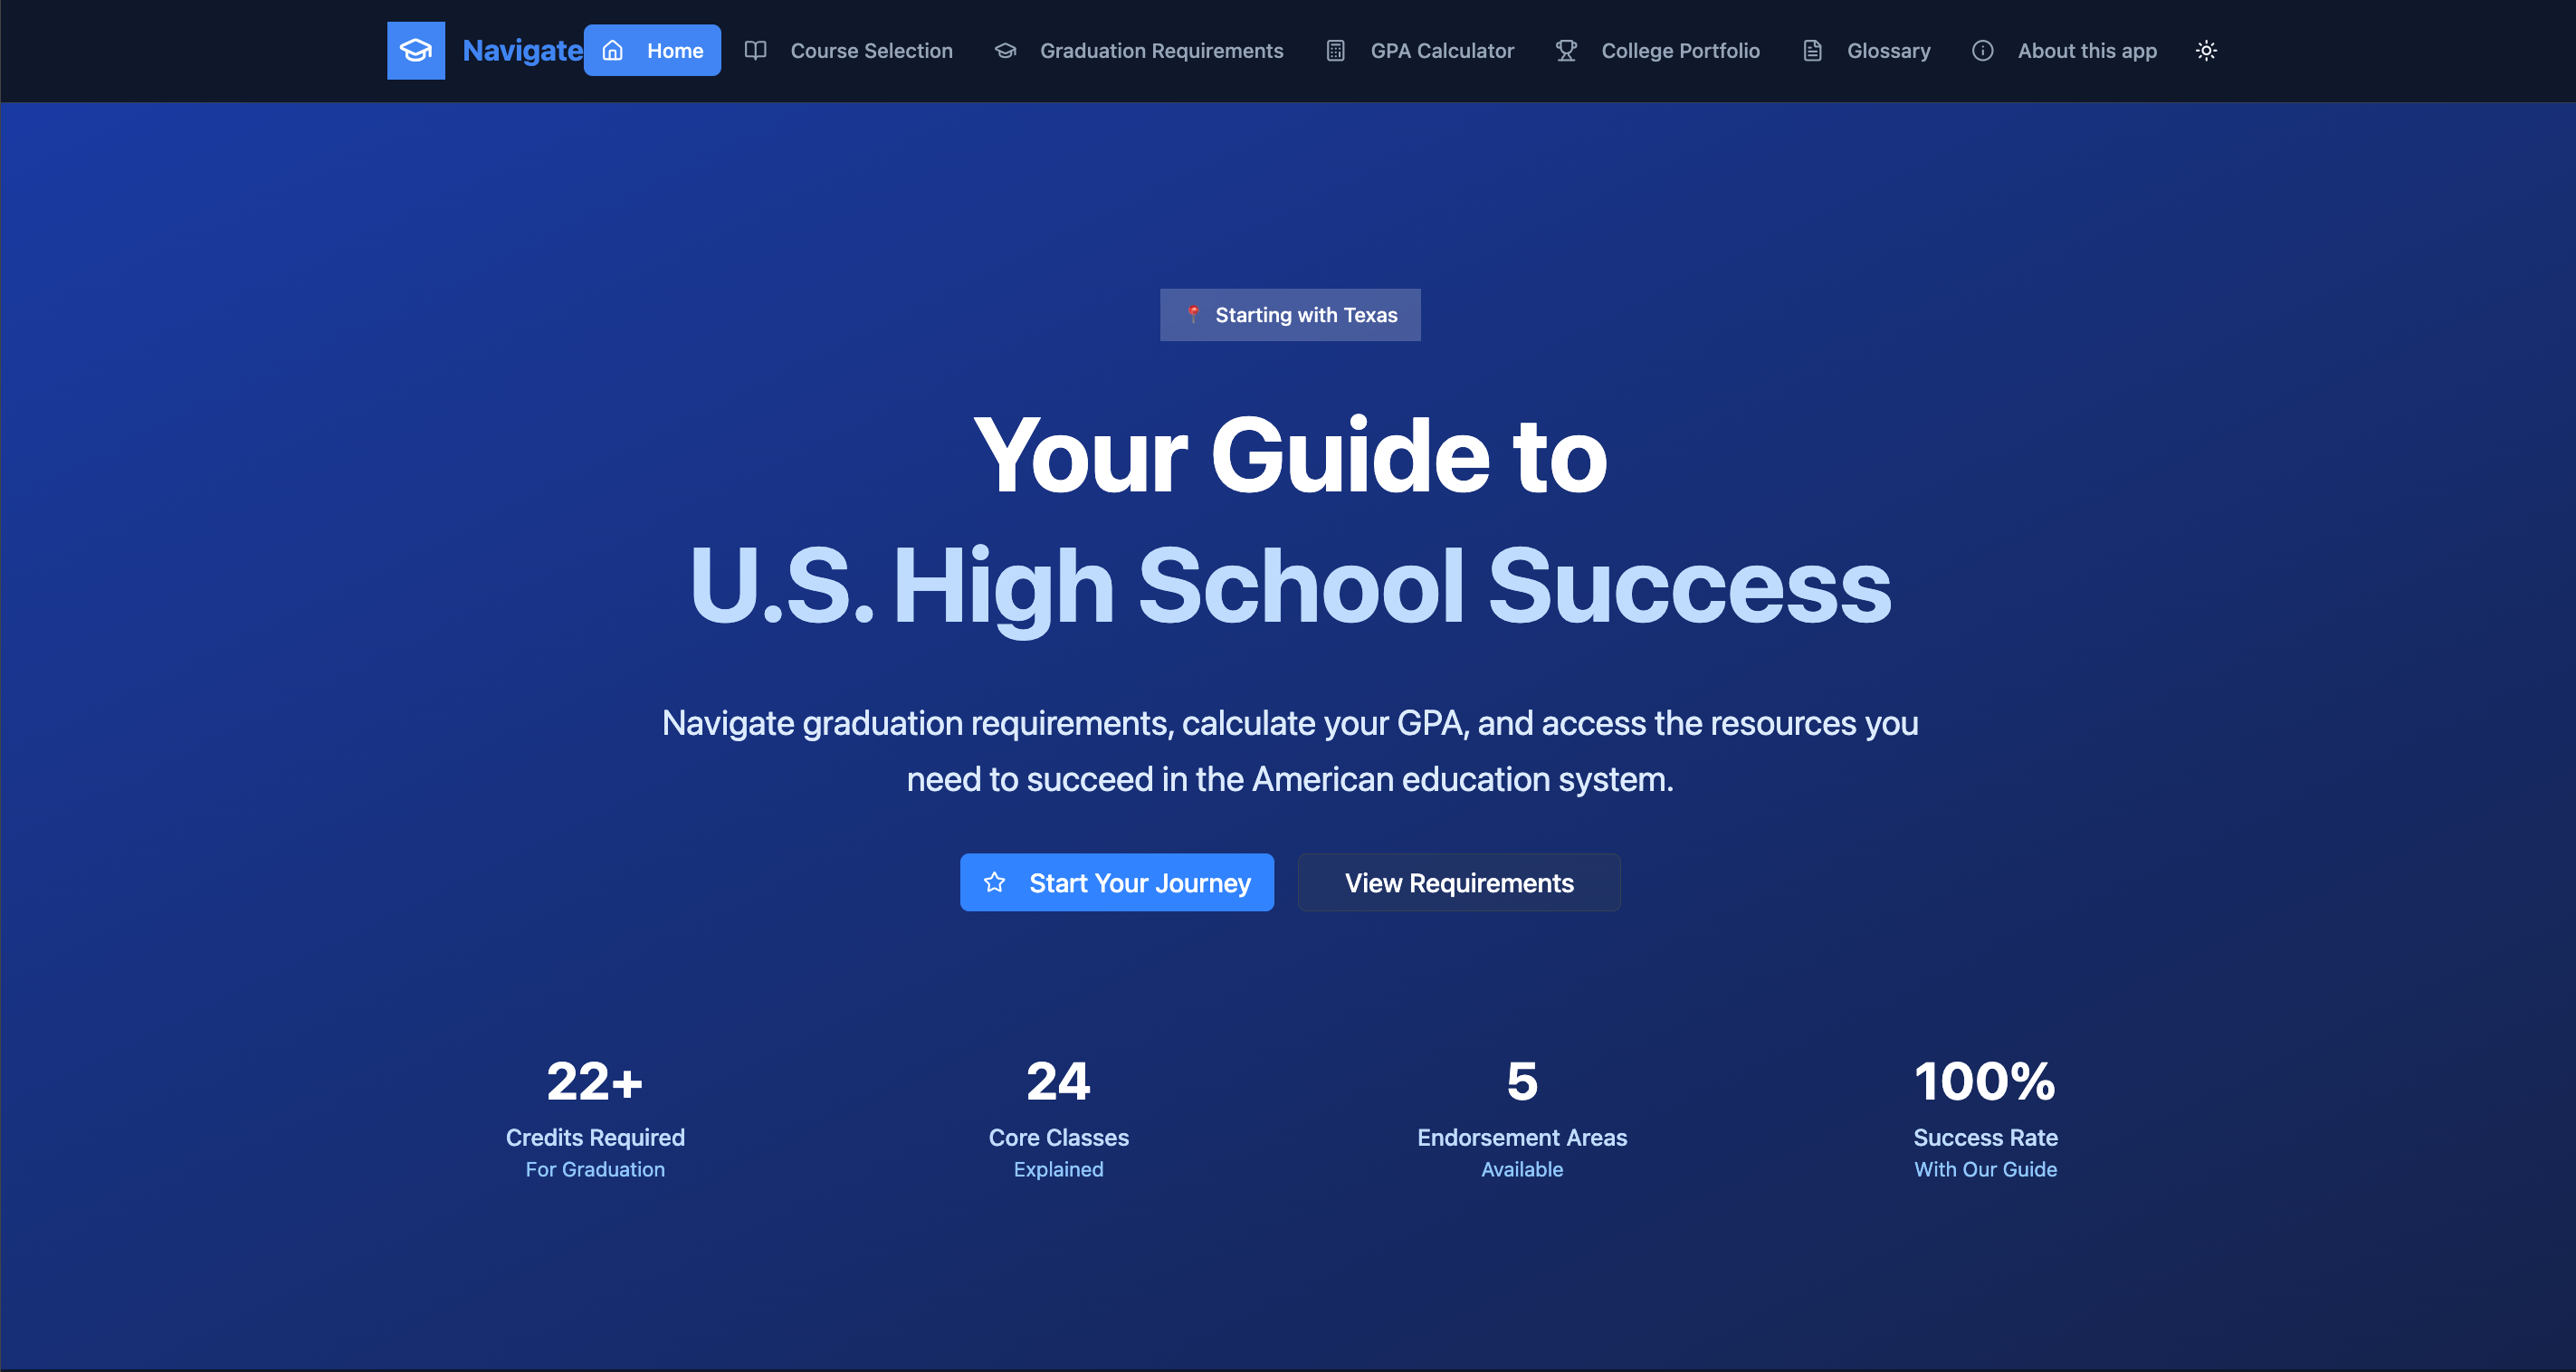 Navigate
Home
Course Selection
Graduation Requirements
GPA Calculator
College Portfolio
Glossary
About this app
Starting with Texas
Your Guide to
U.S. High School Success
Navigate graduation requirements, calculate your GPA, and access the resources you
need to succeed in the American education system.
Start Your Journey
View Requirements
22+
Credits Required
For Graduation
24
Core Classes
Explained
5
Endorsement Areas
Available
100%
Success Rate
With Our Guide